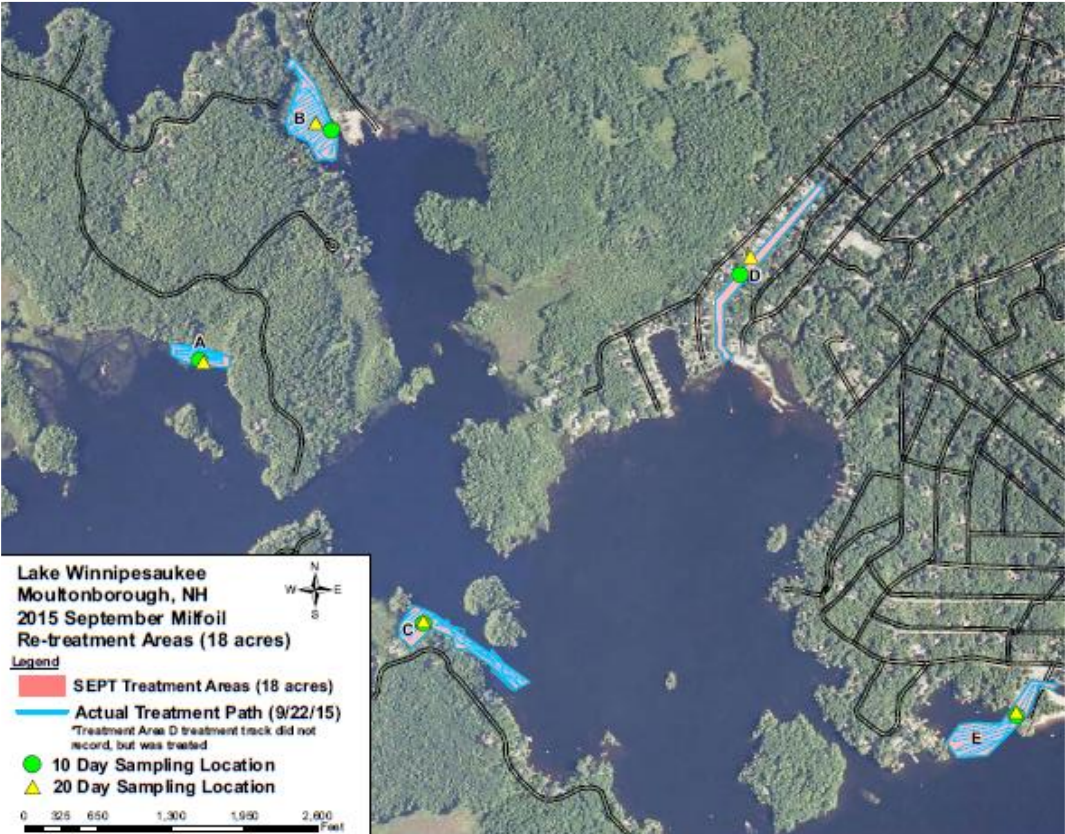 B
A
D
C
E
Lake Winnipesaukee
Moultonborough, NH
2015 September Milfoil
Re-treatment Areas (18 acres)
N
W E
S
Legend
SEPT Treatment Areas (18 acres)
Actual Treatment Path (9/22/15)
*Treatment Area D treatment track did not
record, but was treated
10 Day Sampling Location
20 Day Sampling Location
0 325 650 1,300 1,950 2,600
Feet